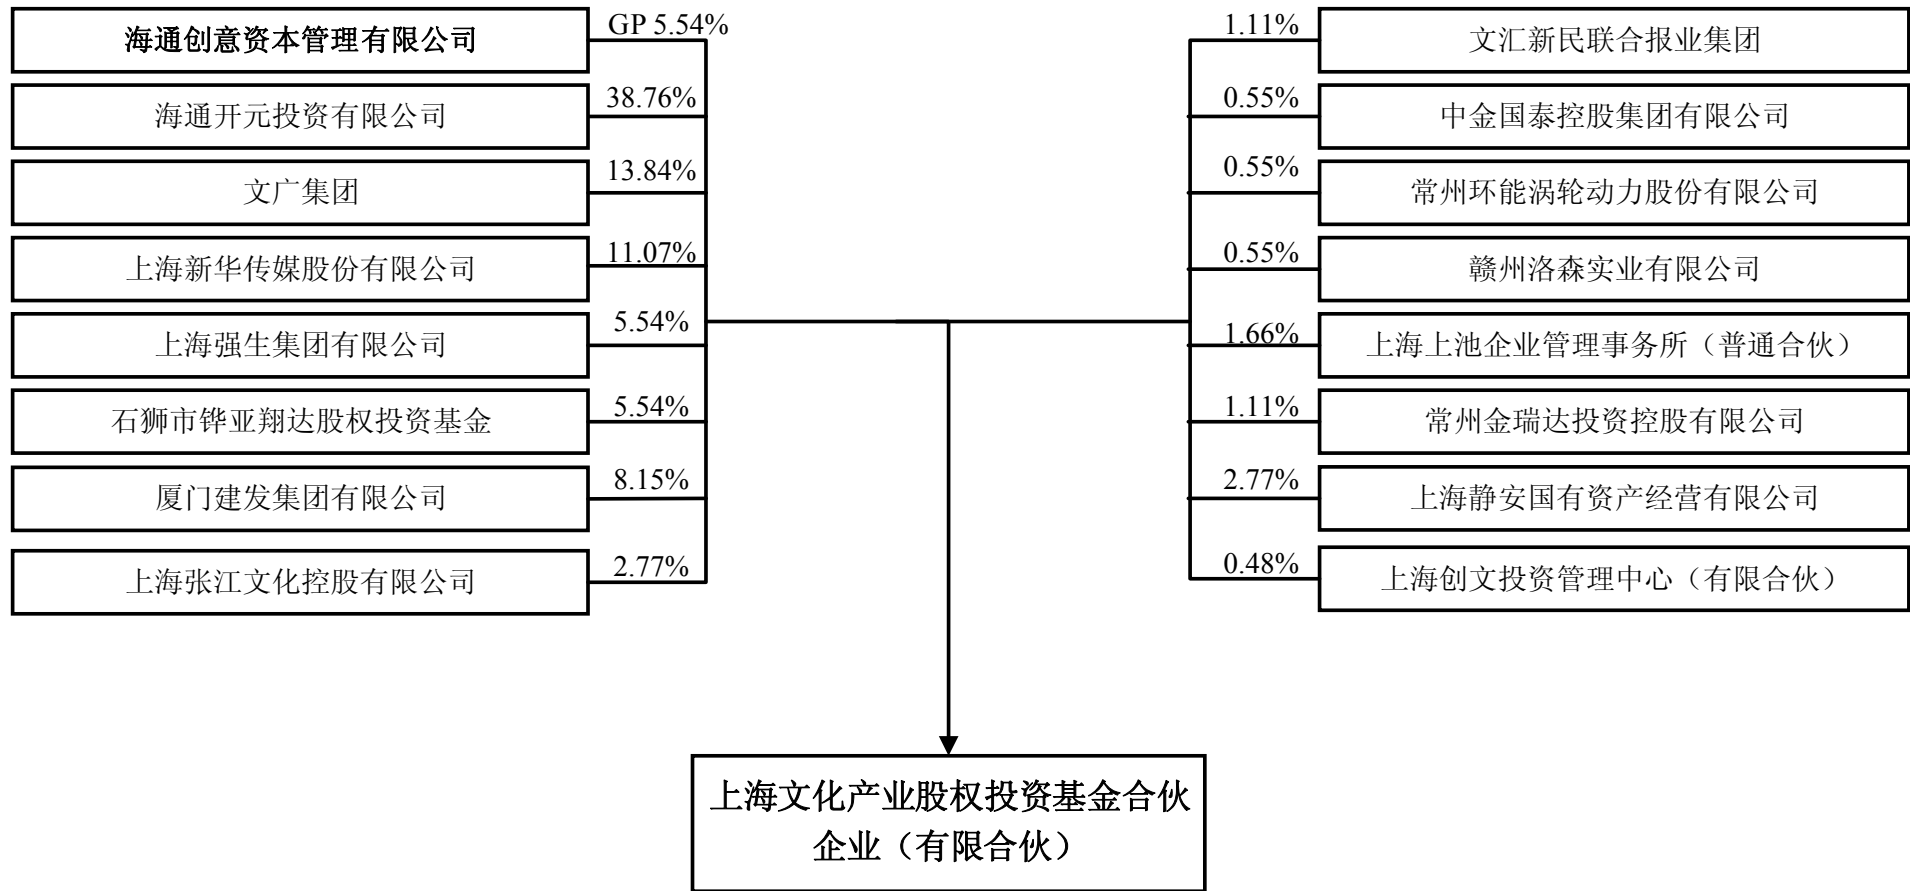 海通创意资本管理有限公司
GP 5.54%
海通开元投资有限公司
38.76%
文广集团
13.84%
上海新华传媒股份有限公司
11.07%
上海强生集团有限公司
5.54%
石狮市铧亚翔达股权投资基金
5.54%
厦门建发集团有限公司
8.15%
上海张江文化控股有限公司
2.77%
1.11%
文汇新民联合报业集团
0.55%
中金国泰控股集团有限公司
0.55%
常州环能涡轮动力股份有限公司
0.55%
赣州洛森实业有限公司
1.66%
上海上池企业管理事务所（普通合伙）
1.11%
常州金瑞达投资控股有限公司
2.77%
上海静安国有资产经营有限公司
0.48%
上海创文投资管理中心（有限合伙）
上海文化产业股权投资基金合伙
企业（有限合伙）